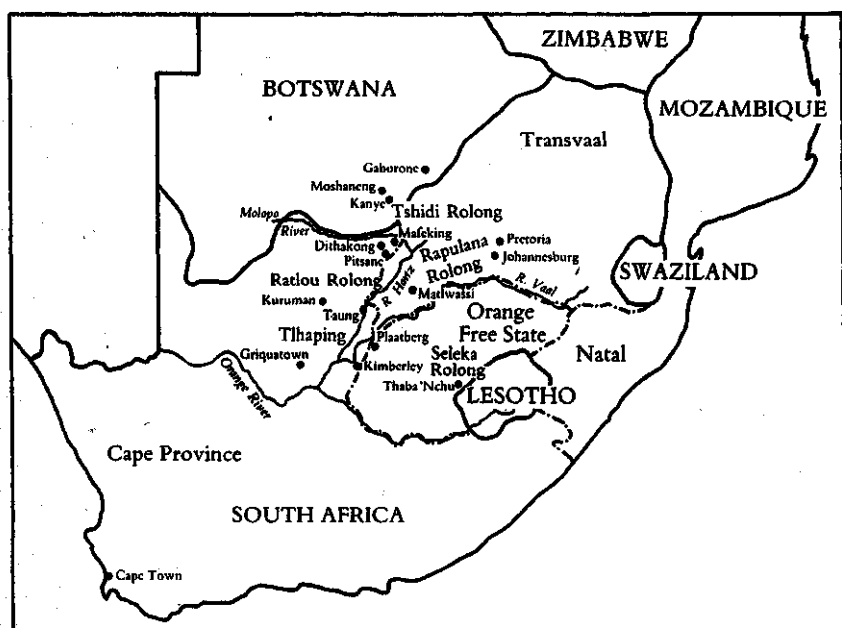 ZIMBABWE
BOTSWANA
MOZAMBIQUE
Transvaal
Gaborone
Moshaneng
Kanye
Molopo
River
Tshidi Rolong
Mafeking
Dithakong
Pitsane
Rapulana
Rolong
Pretoria
Johannesburg
SWAZILAND
Ratlou Rolong
R Hartz
Matlwassi
R. Vaal
Kuruman
Taung
Orange
Free State
Tlhaping
Plaatberg
Natal
Griquatown
Kimberley
Seleka
Rolong
Thaba 'Nchu
LESOTHO
Orange River
Cape Province
SOUTH AFRICA
Cape Town